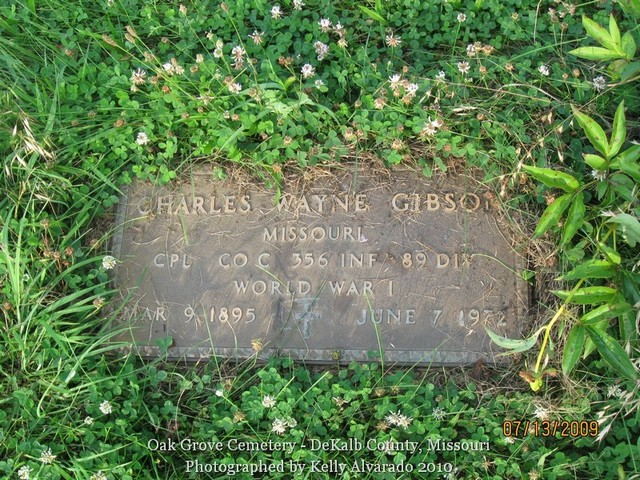 CHARLES WAYNE GIBSON
MISSOURI
CPL CO C 356 INF 89 DIV
WORLD WAR I
MAR 9 1895 JUNE 7 1972
07/13/2009
Oak Grove Cemetery - DeKalb County, Missouri
Photographed by Kelly Alvarado 2010